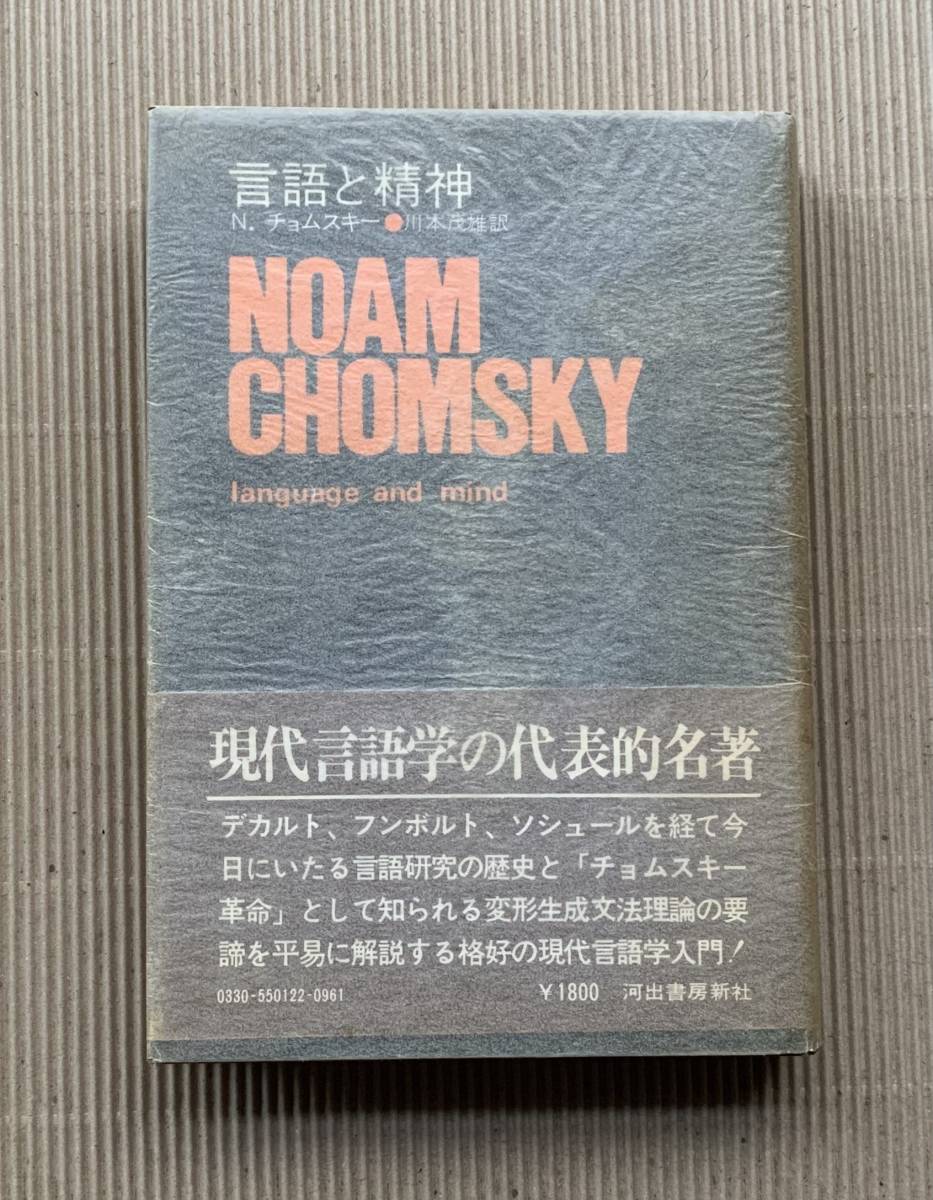 言語と精神
N. チョムスキー●川本茂雄訳
NOAM
CHOMSKY
language and mind
現代言語学の代表的名著
デカルト、フンボルト、ソシュールを経て今
日にいたる言語研究の歴史と「チョムスキー
革命」として知られる変形生成文法理論の要
諦を平易に解説する格好の現代言語学入門!
0330-550122-0961 ¥1800 河出書房新社